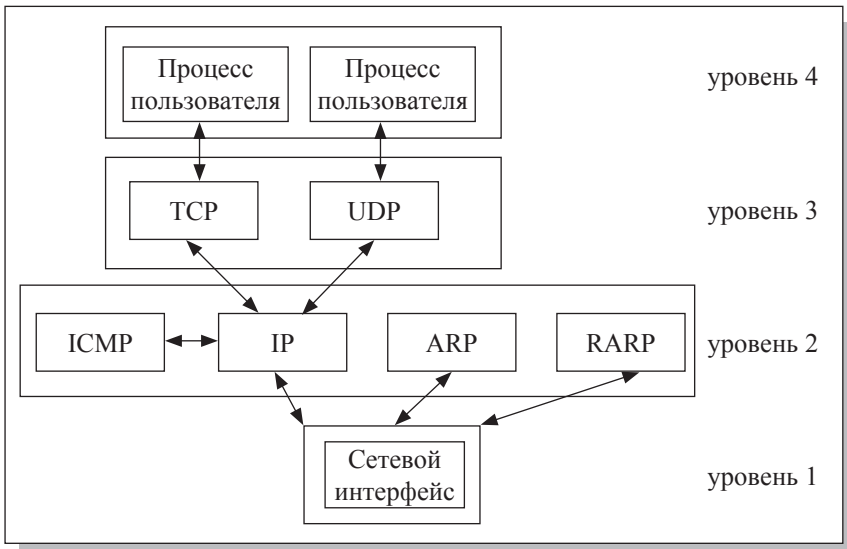 Процесс Процесс
пользователя пользователя
уровень 4
TCP UDP
уровень 3
ICMP IP ARP RARP
уровень 2
Сетевой
интерфейс
уровень 1